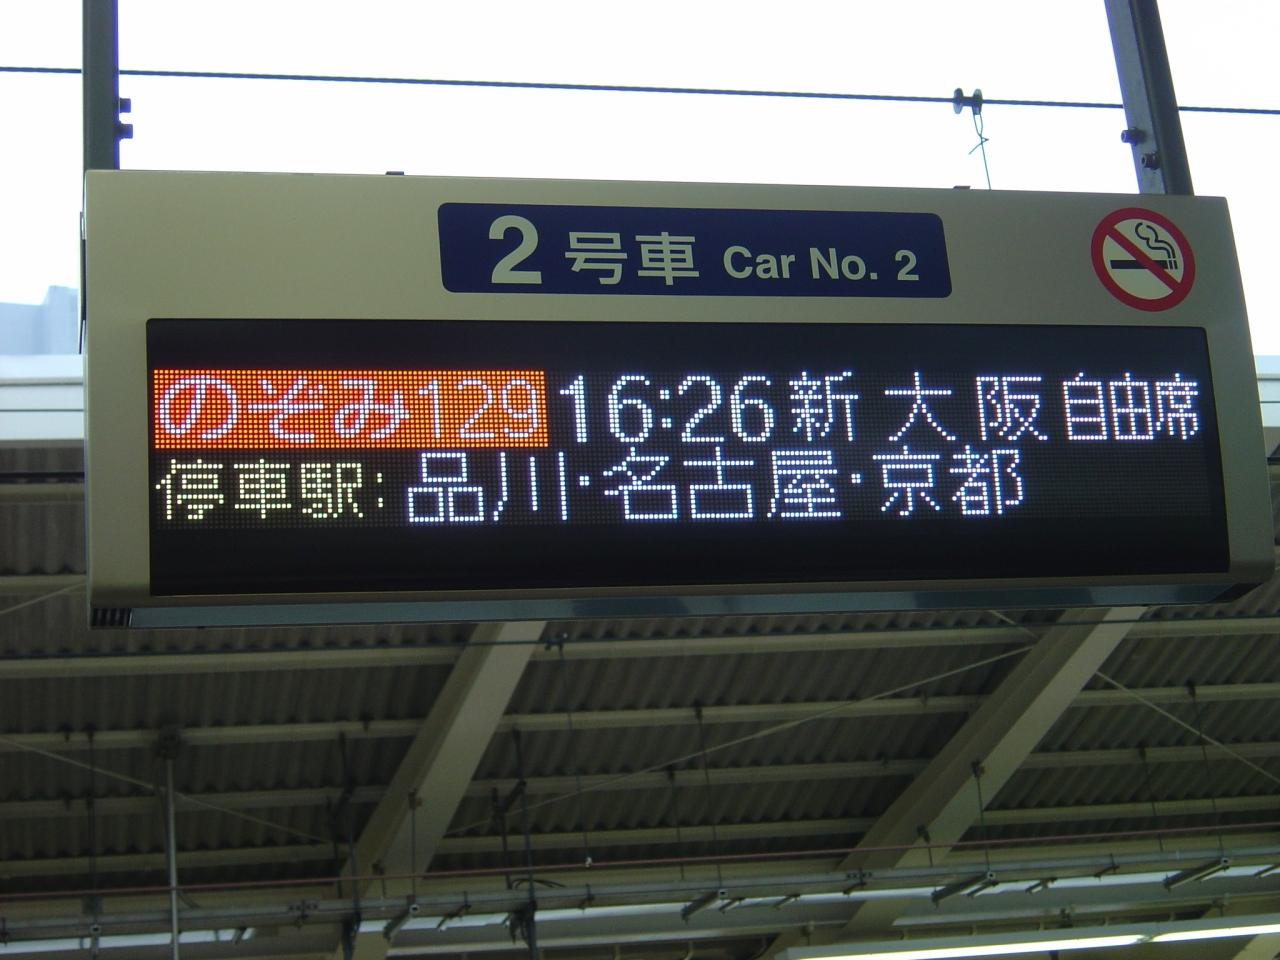 2号車 Car No. 2
のぞみ129 16:26 新大阪 自由席
停車駅: 品川·名古屋·京都